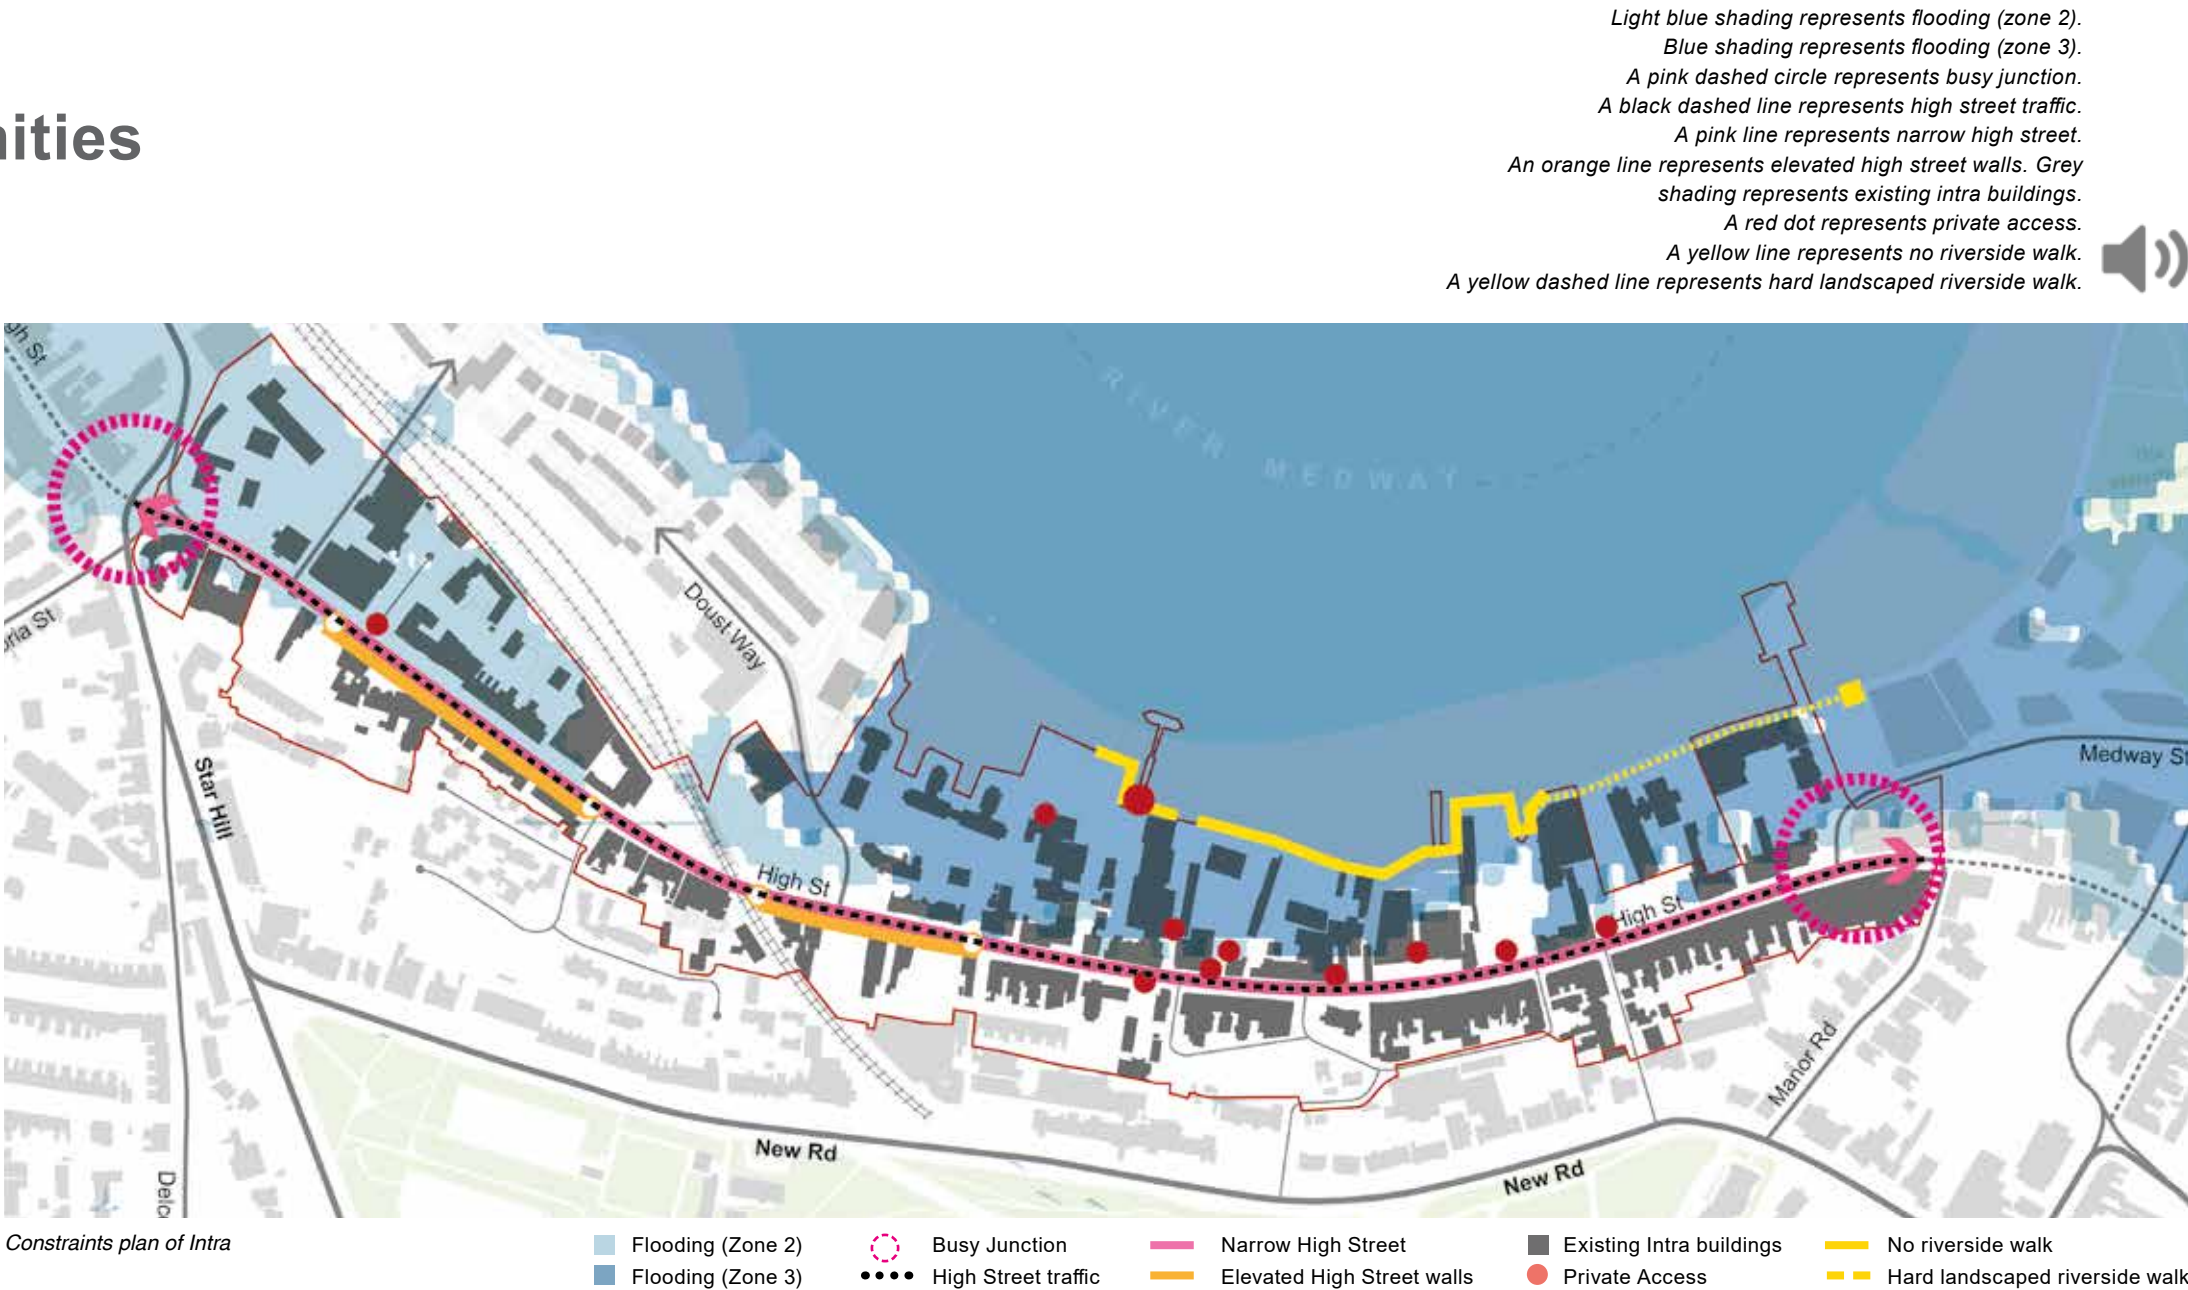 Light blue shading represents flooding (zone 2).
Blue shading represents flooding (zone 3).
A pink dashed circle represents busy junction.
A black dashed line represents high street traffic.
A pink line represents narrow high street.
An orange line represents elevated high street walls. Grey
shading represents existing intra buildings.
A red dot represents private access.
A yellow line represents no riverside walk.
A yellow dashed line represents hard landscaped riverside walk.
nities
gh St
RIVER MEDWAY
oria St
Doust Way
Star Hill
High St
High St
Medway St
Manor Rd
New Rd
New Rd
Delc
Constraints plan of Intra
Flooding (Zone 2)
Flooding (Zone 3)
Busy Junction
High Street traffic
Narrow High Street
Elevated High Street walls
Existing Intra buildings
Private Access
No riverside walk
Hard landscaped riverside walk